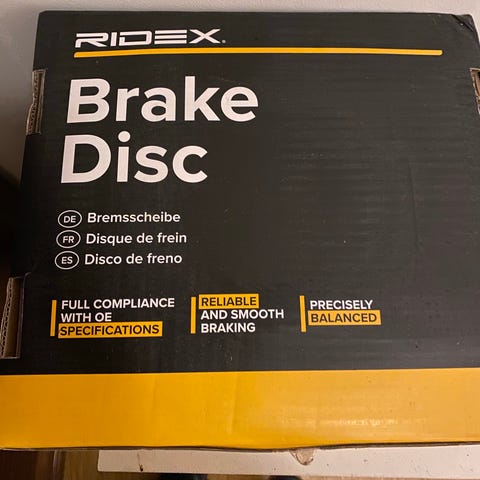 RIDEX®
Brake
Disc
DE Bremsscheibe
FR Disque de frein
ES Disco de freno
FULL COMPLIANCE
WITH OE
SPECIFICATIONS
RELIABLE
AND SMOOTH
BRAKING
PRECISELY
BALANCED